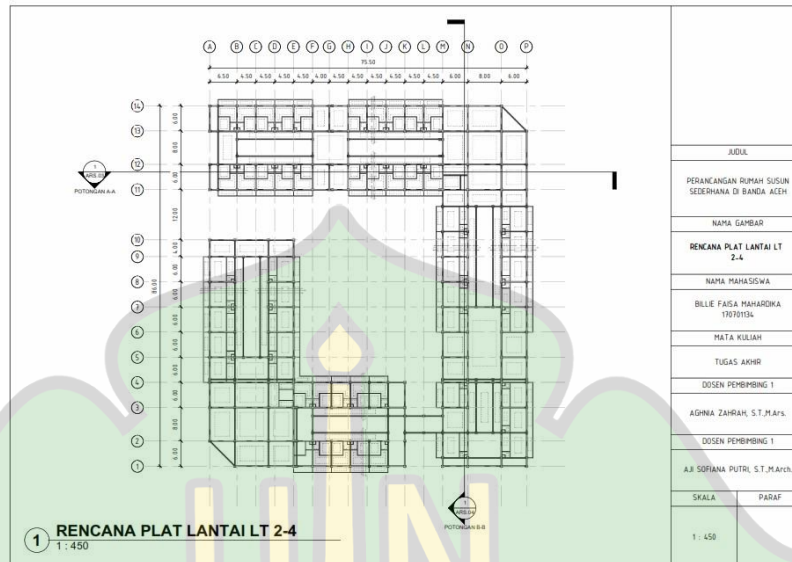 A B C D E F G H I J K L M N O P
75.50
6.50 4.50 4.50 4.50 4.50 4.00 4.50 4.50 4.50 4.50 4.50 4.50 6.00 8.00 6.00
14
13
12
11
10
9
8
7
6
5
4
3
2
1
6.00
8.00
6.00
12.00
4.00
6.00
6.00
6.00
6.00
6.00
6.00
8.00
6.00
86.00
1
ARS.03
POTONGAN A-A
1
ARS.04
POTONGAN B-B
1 RENCANA PLAT LANTAI LT 2-4
1 : 450
JUDUL
PERANCANGAN RUMAH SUSUN
SEDERHANA DI BANDA ACEH
NAMA GAMBAR
RENCANA PLAT LANTAI LT
2-4
NAMA MAHASISWA
BILLIE FAISA MAHARDIKA
170701134
MATA KULIAH
TUGAS AKHIR
DOSEN PEMBIMBING 1
AGHNIA ZAHRAH, S.T.,M.Ars.
DOSEN PEMBIMBING 1
AJI SOFIANA PUTRI, S.T.,M.Arch.
SKALA PARAF
1 : 450
UIN